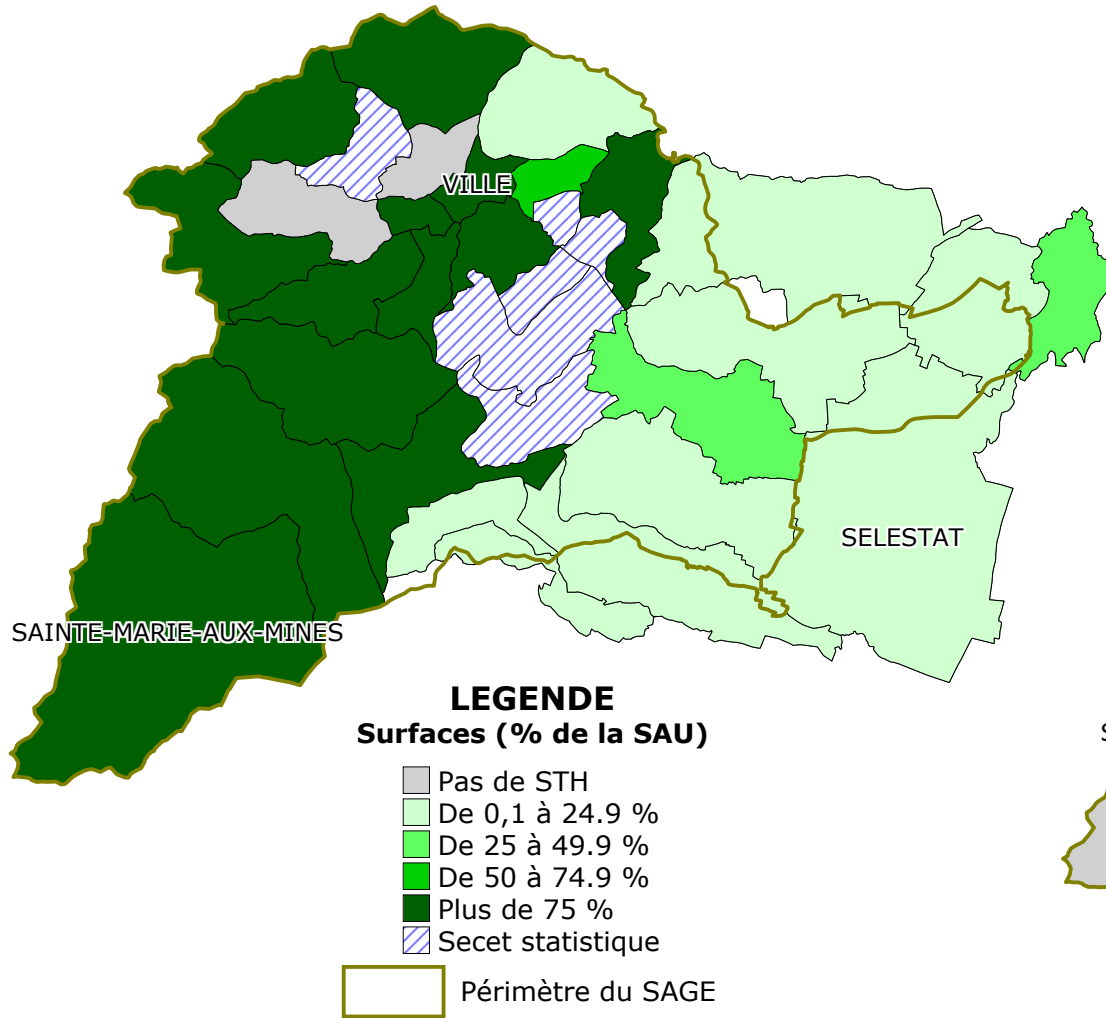 VILLE
SELESTAT
SAINTE-MARIE-AUX-MINES
LEGENDE
Surfaces (% de la SAU)
S
Pas de STH
De 0,1 à 24.9 %
De 25 à 49.9 %
De 50 à 74.9 %
Plus de 75 %
Secet statistique
Périmètre du SAGE